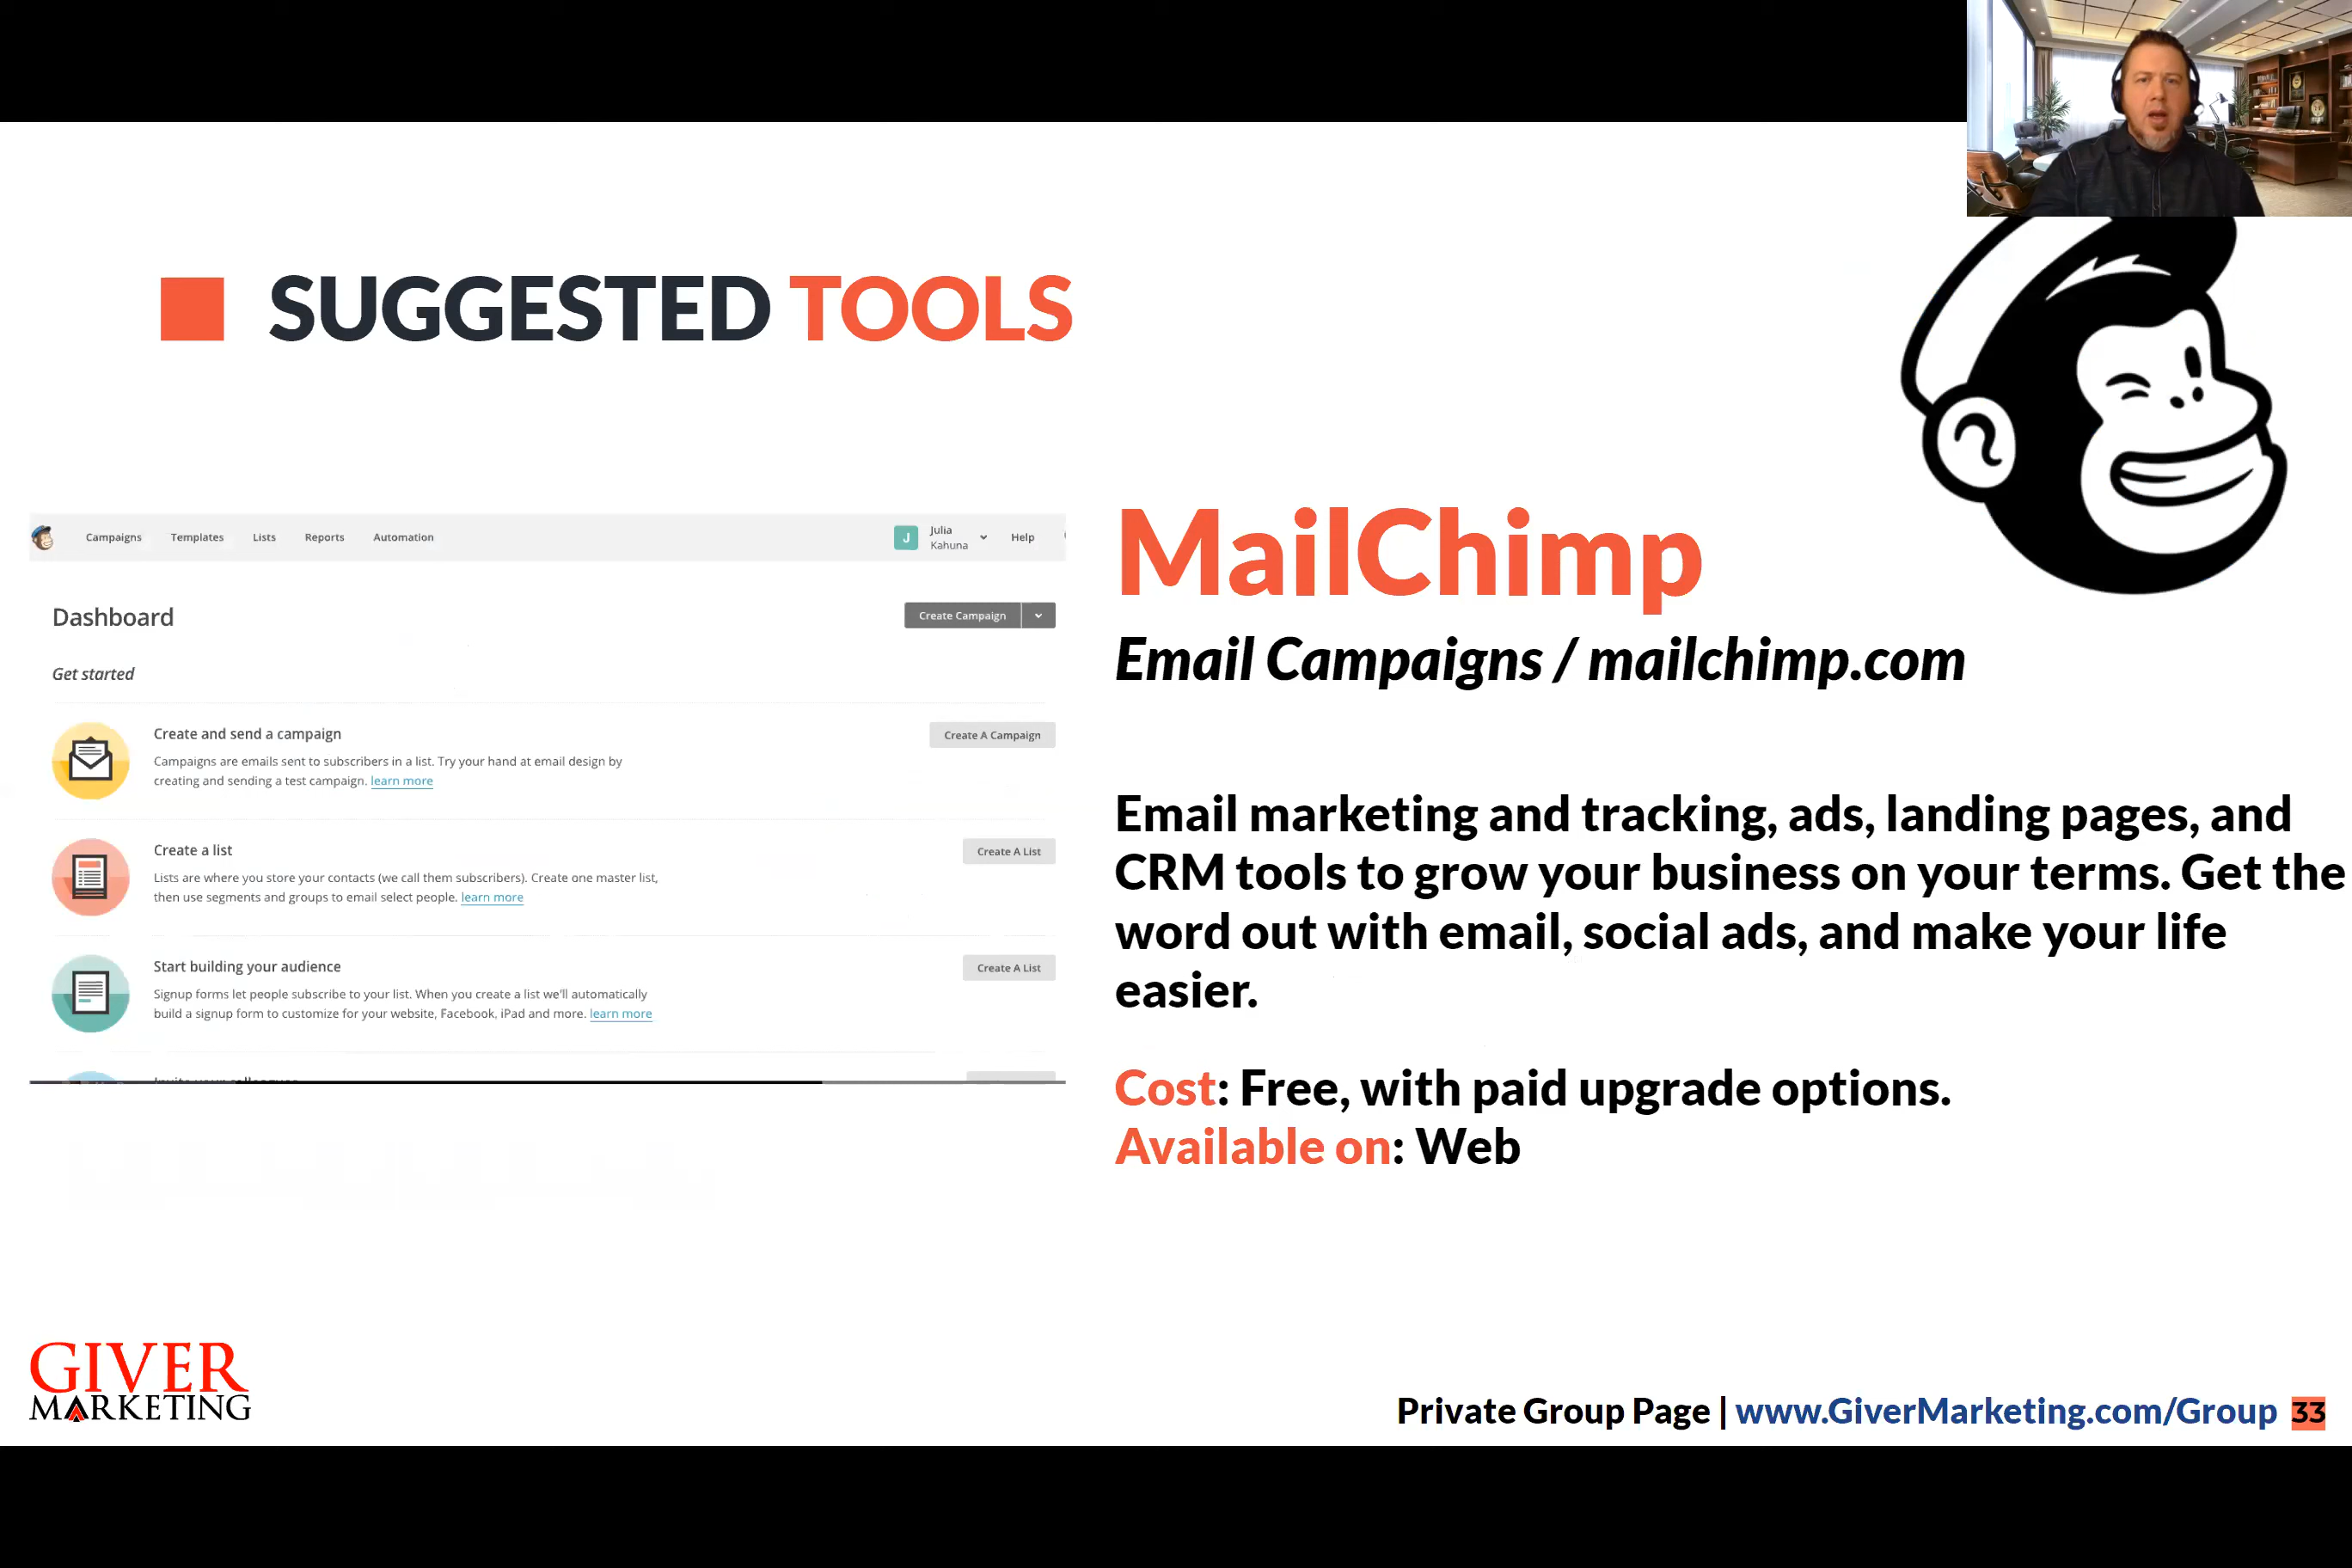 SUGGESTED TOOLS
Campaigns Templates Lists Reports Automation
J Julia
Kahuna
Help
Dashboard
Create Campaign
Get started
Create and send a campaign
Create A Campaign
Campaigns are emails sent to subscribers in a list. Try your hand at email design by
creating and sending a test campaign. learn more
Create a list
Create A List
Lists are where you store your contacts (we call them subscribers). Create one master list,
then use segments and groups to email select people. learn more
Start building your audience
Create A List
Signup forms let people subscribe to your list. When you create a list we'll automatically
build a signup form to customize for your website, Facebook, iPad and more. learn more
MailChimp
Email Campaigns / mailchimp.com
Email marketing and tracking, ads, landing pages, and
CRM tools to grow your business on your terms. Get the
word out with email, social ads, and make your life
easier.
Cost: Free, with paid upgrade options.
Available on: Web
GIVER
MARKETING
Private Group Page | www.GiverMarketing.com/Group 33